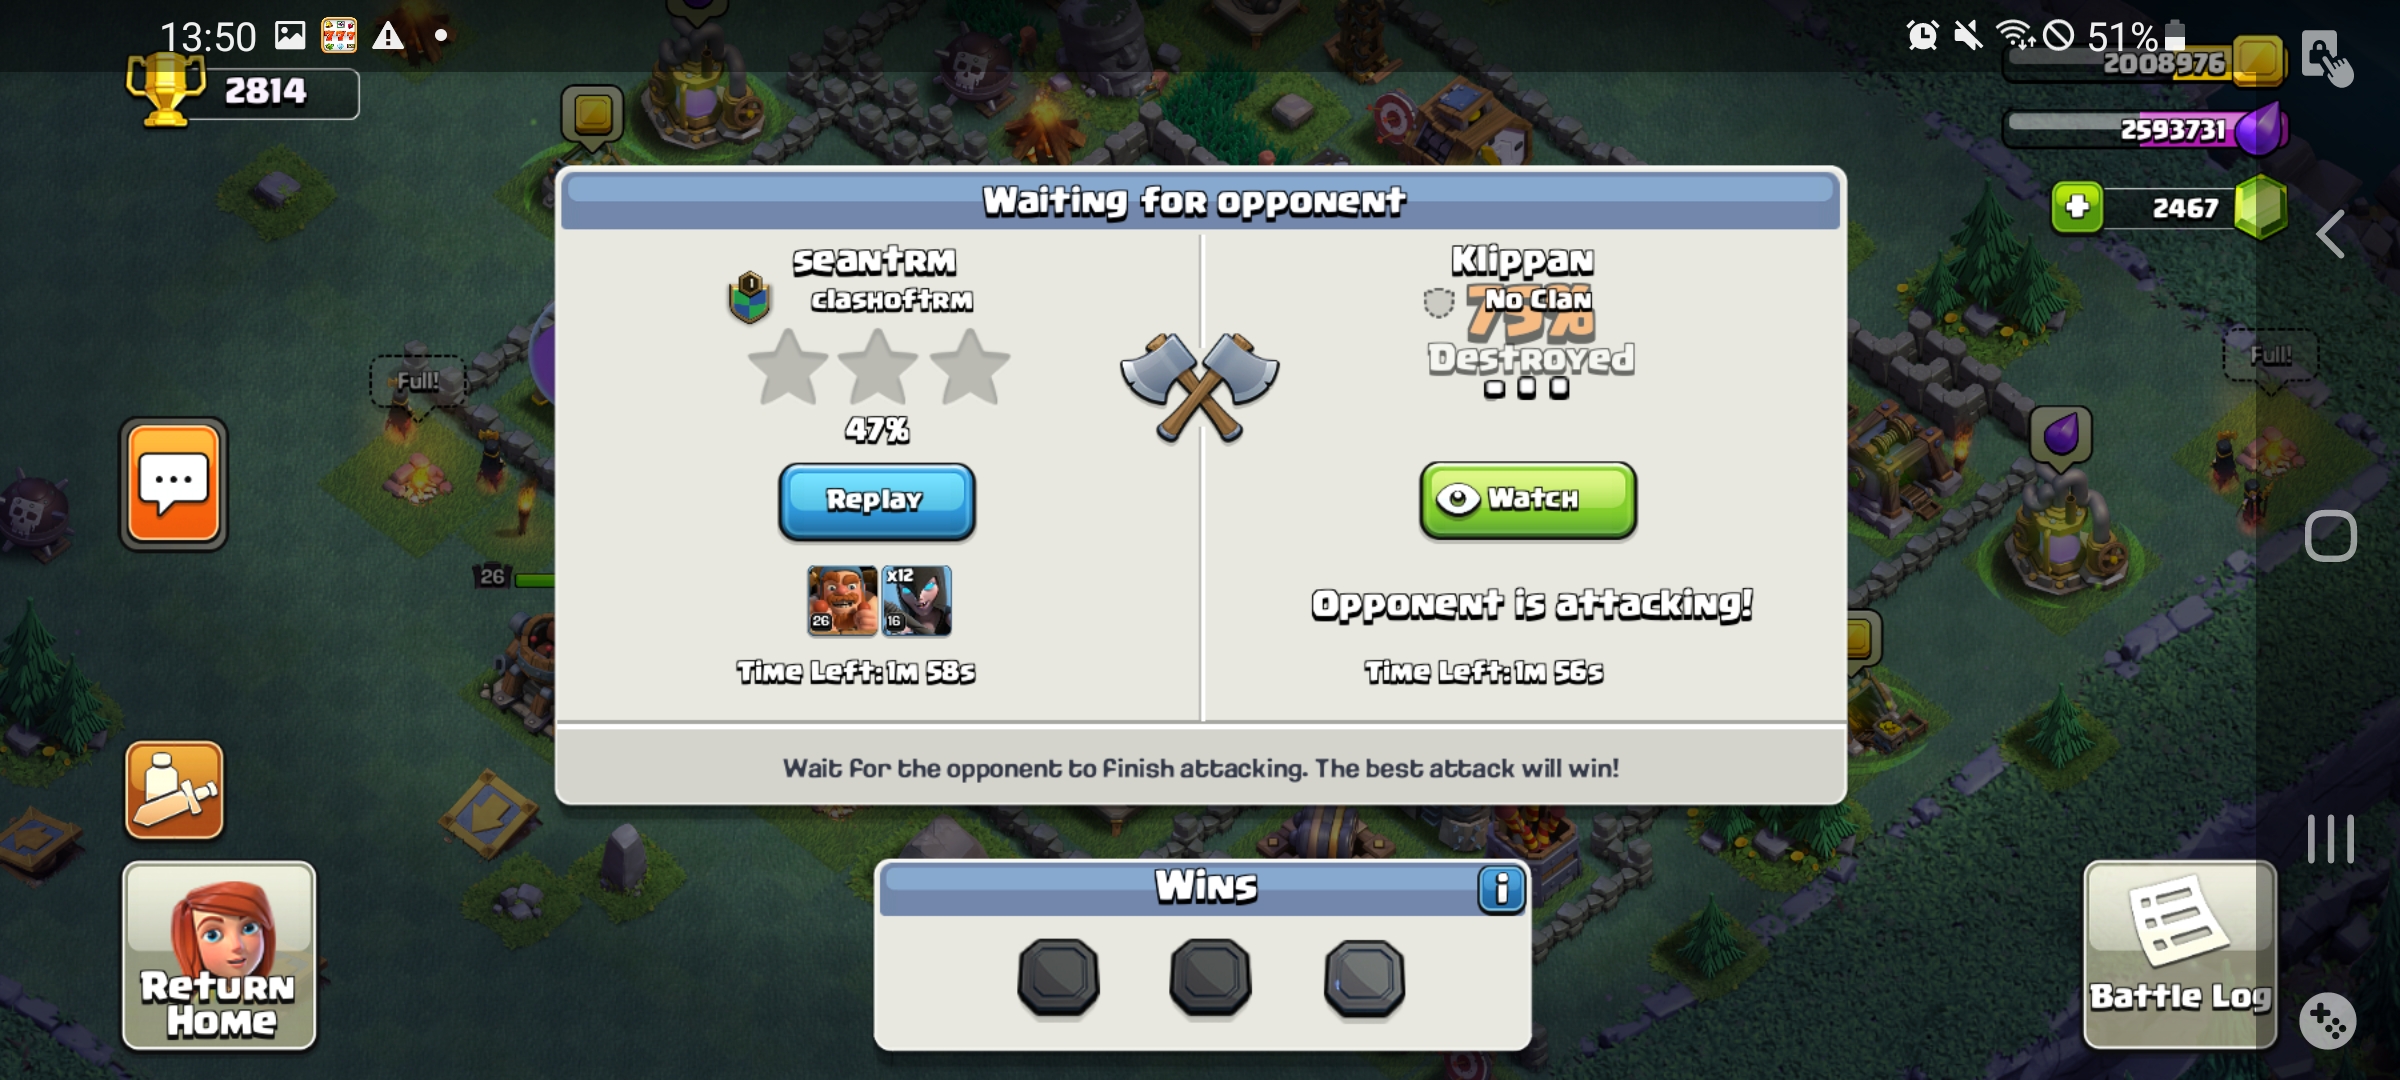 13:50
51%
2814
2008976
2593731
2467
Waiting for opponent
seantrm
clashoftrm
1
47%
Replay
x12
26
16
Time Left:1m 58s
Klippan
No Clan
75%
Destroyed
Watch
Opponent is attacking!
Time Left:1m 56s
Wait for the opponent to finish attacking. The best attack will win!
Full!
Full!
26
Wins
i
Return
Home
Battle Log